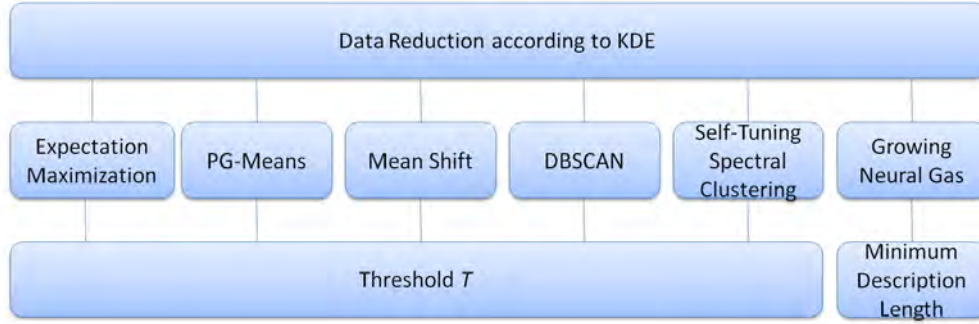 Data Reduction according to KDE
Expectation
Maximization
PG-Means
Mean Shift
DBSCAN
Self-Tuning
Spectral
Clustering
Growing
Neural Gas
Threshold T
Minimum
Description
Length